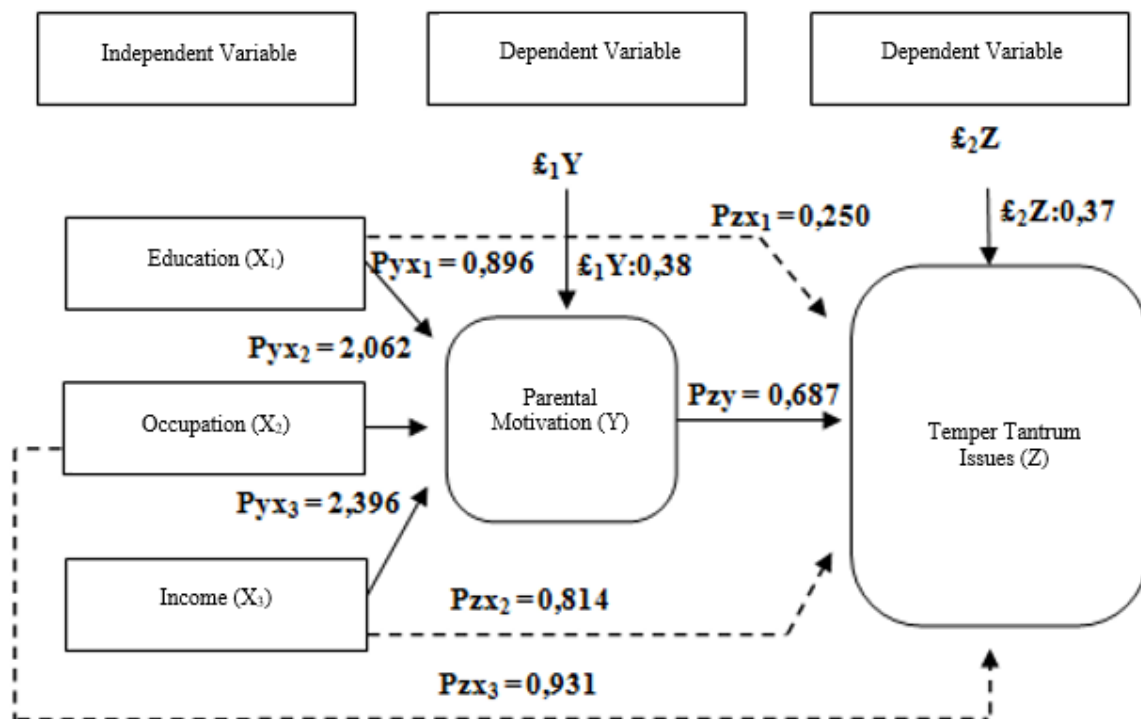 Independent Variable
Dependent Variable
Dependent Variable
£₂Z
£₁Y
Pzx₁ = 0,250
£₂Z:0,37
Education (X₁)
Pyx₁ = 0,896
£₁Y:0,38
Pyx₂ = 2,062
Parental
Motivation (Y)
Pzy = 0,687
Occupation (X₂)
Temper Tantrum
Issues (Z)
Pyx₃ = 2,396
Income (X₃)
Pzx₂ = 0,814
Pzx₃ = 0,931